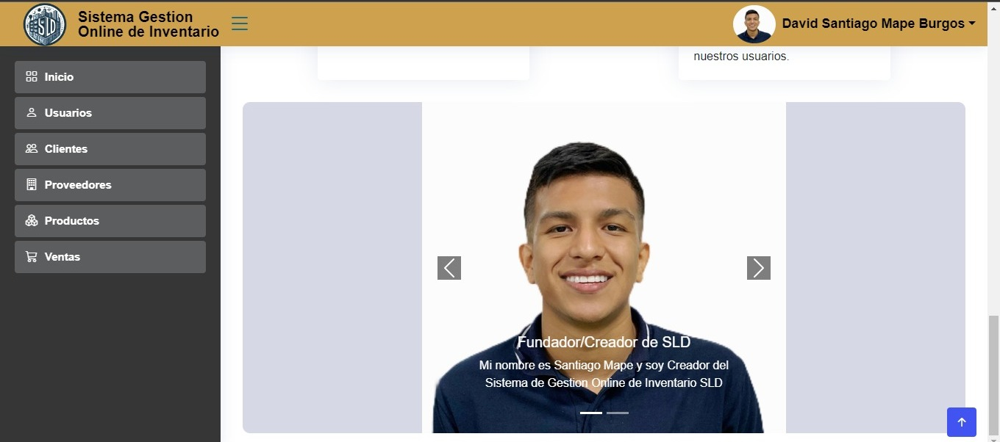 SLD
Sistema Gestion
Online de Inventario
David Santiago Mape Burgos
Inicio
Usuarios
Clientes
Proveedores
Productos
Ventas
nuestros usuarios.
Fundador/Creador de SLD
Mi nombre es Santiago Mape y soy Creador del
Sistema de Gestion Online de Inventario SLD